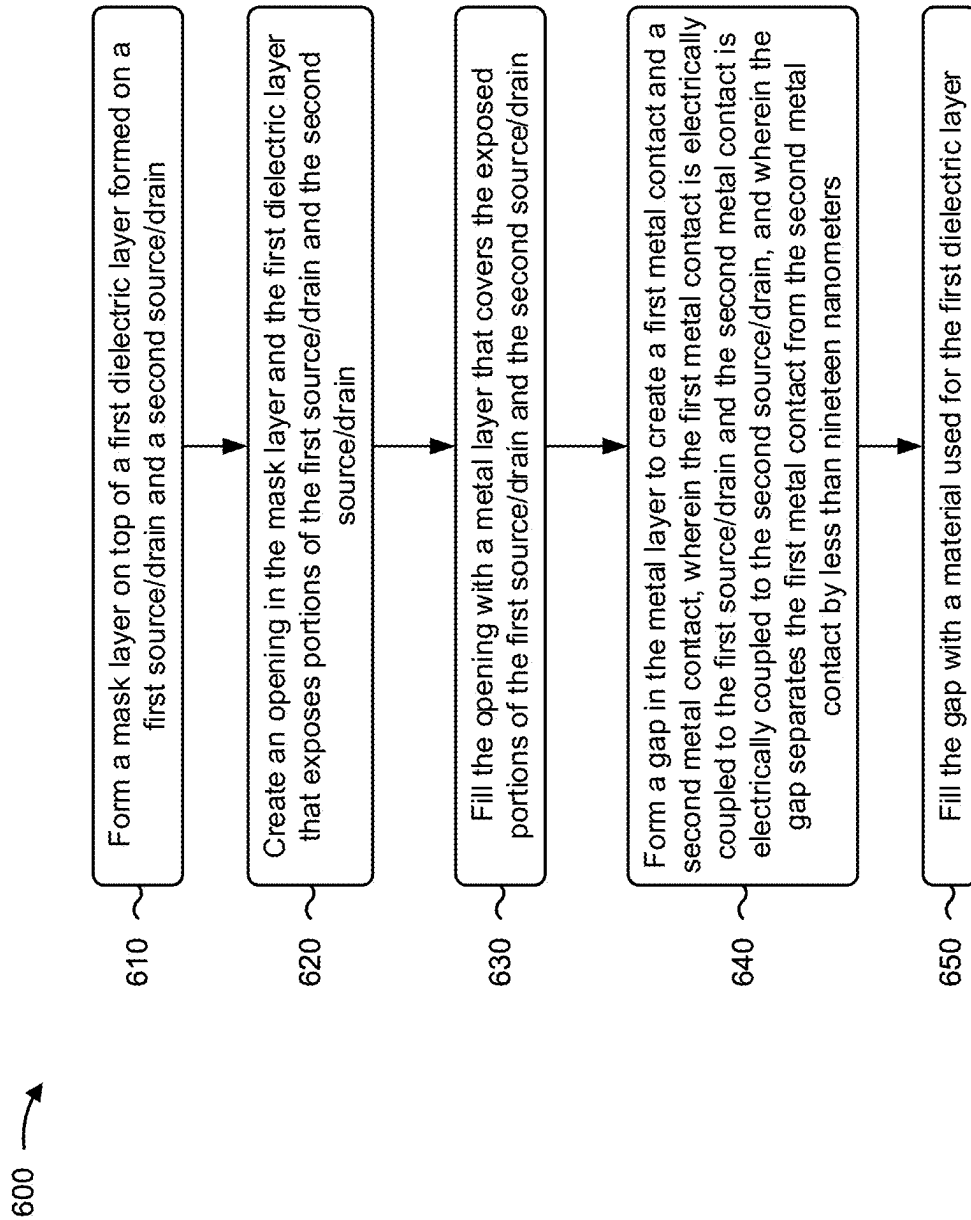 600
610
Form a mask layer on top of a first dielectric layer formed on a
first source/drain and a second source/drain
620
Create an opening in the mask layer and the first dielectric layer
that exposes portions of the first source/drain and the second
source/drain
630
Fill the opening with a metal layer that covers the exposed
portions of the first source/drain and the second source/drain
640
Form a gap in the metal layer to create a first metal contact and a
second metal contact, wherein the first metal contact is electrically
coupled to the first source/drain and the second metal contact is
electrically coupled to the second source/drain, and wherein the
gap separates the first metal contact from the second metal
contact by less than nineteen nanometers
650
Fill the gap with a material used for the first dielectric layer